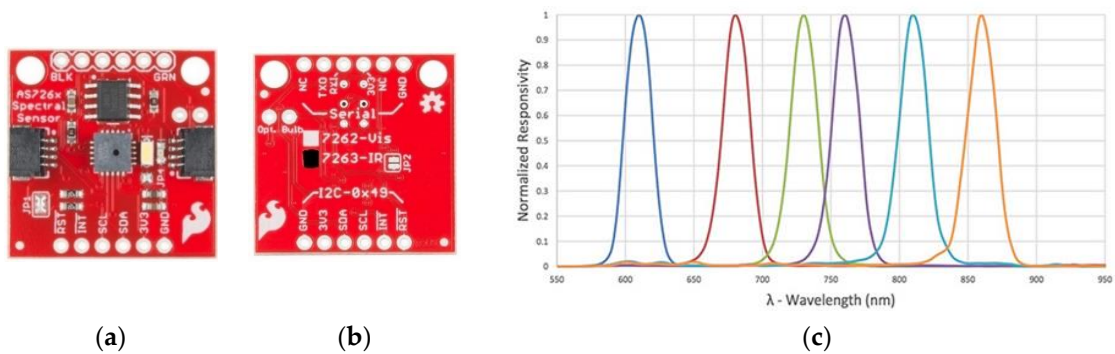 BLK GRN
AS726x
Spectral
Sensor
JP4
JP1
RST INT SCL SDA 3V3 GND
NC TXO RX1 3V3 NC GND
Serial
Opt. Bulb
7262-Vis
7263-IR
JP2
I2C-0x49
GND 3V3 SDA SCL INT RST
Normalized Responsivity
1
0.9
0.8
0.7
0.6
0.5
0.4
0.3
0.2
0.1
0
550 600 650 700 750 800 850 900 950
λ - Wavelength (nm)
(a) (b) (c)